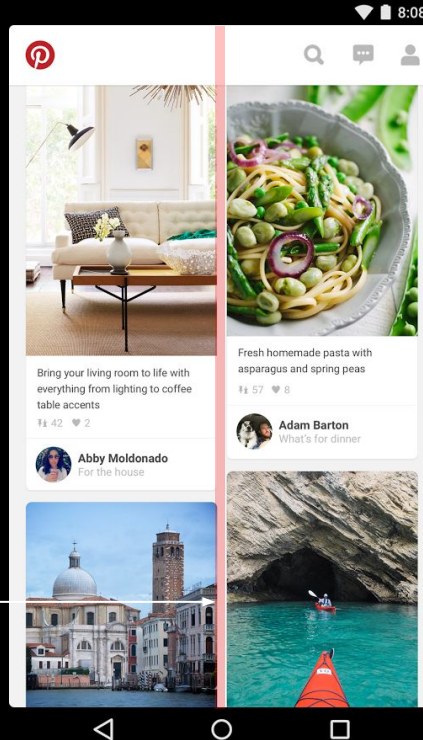 8:08
Bring your living room to life with
everything from lighting to coffee
table accents
42 2
Abby Moldonado
For the house
Fresh homemade pasta with
asparagus and spring peas
57 8
Adam Barton
What's for dinner